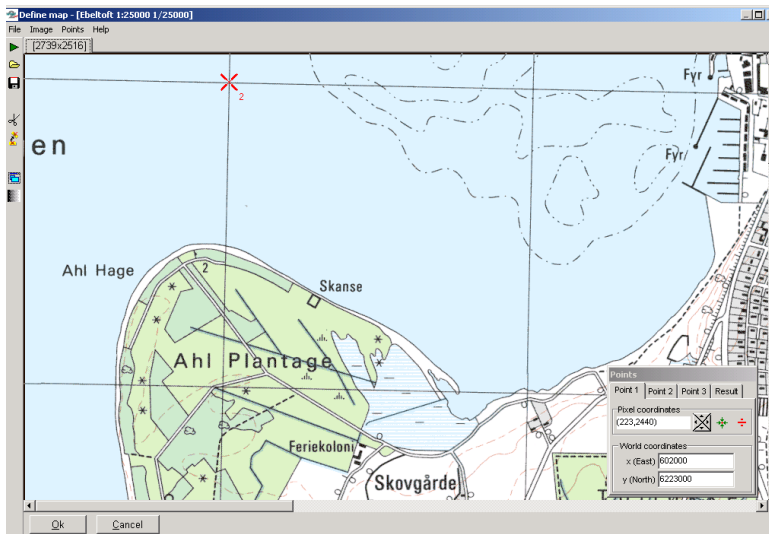 Define map - [Ebeltoft 1:25000 1/25000]
File Image Points Help
[2739x2516]
2
Fyr
en
Fyr
Ahl Hage
2
Skanse
Ahl Plantage
Points
Point 1 Point 2 Point 3 Result
Pixel coordinates
(223,2440)
World coordinates
x (East) 602000
y (North) 6223000
Feriekoloni
Skovgårde
Ok Cancel